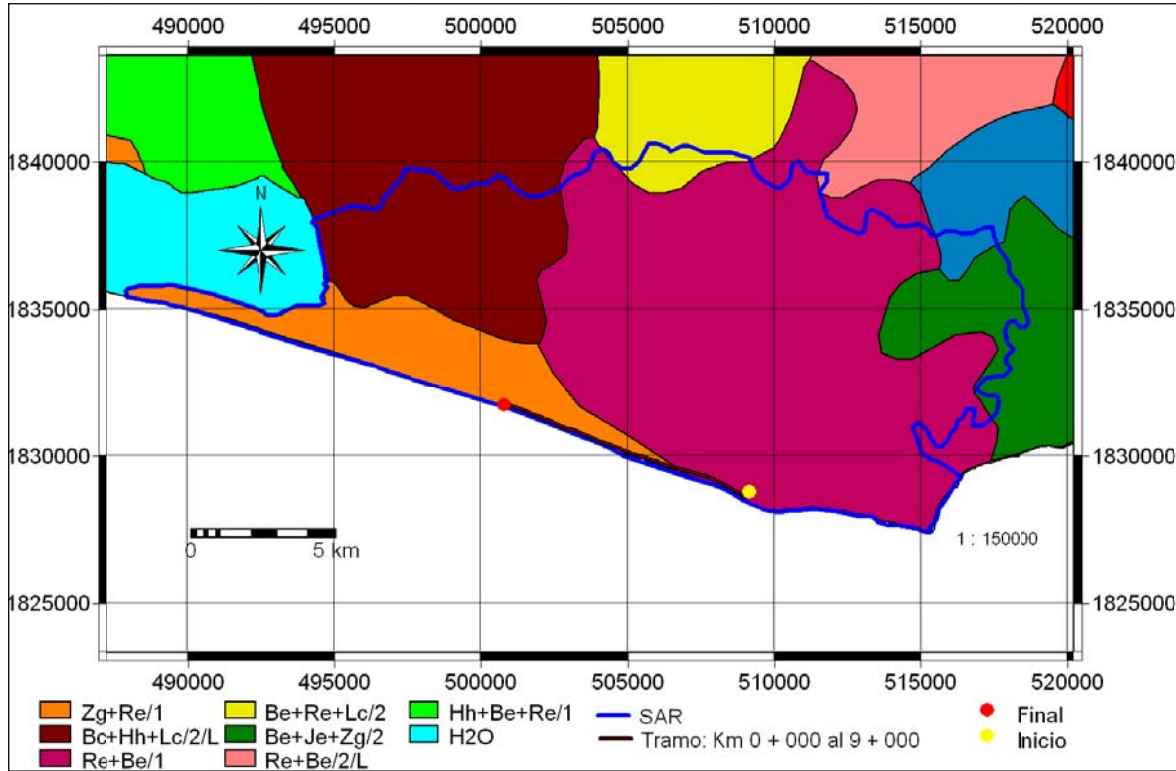 490000 495000 500000 505000 510000 515000 520000
1840000 1840000
N
1835000 1835000
1830000 1830000
0 5 km
1 : 150000
1825000 1825000
490000 495000 500000 505000 510000 515000 520000
Zg+Re/1 Be+Re+Lc/2 Hh+Be+Re/1 SAR Final
Bc+Hh+Lc/2/L Be+Je+Zg/2 H2O Tramo: Km 0 + 000 al 9 + 000 Inicio
Re+Be/1 Re+Be/2/L